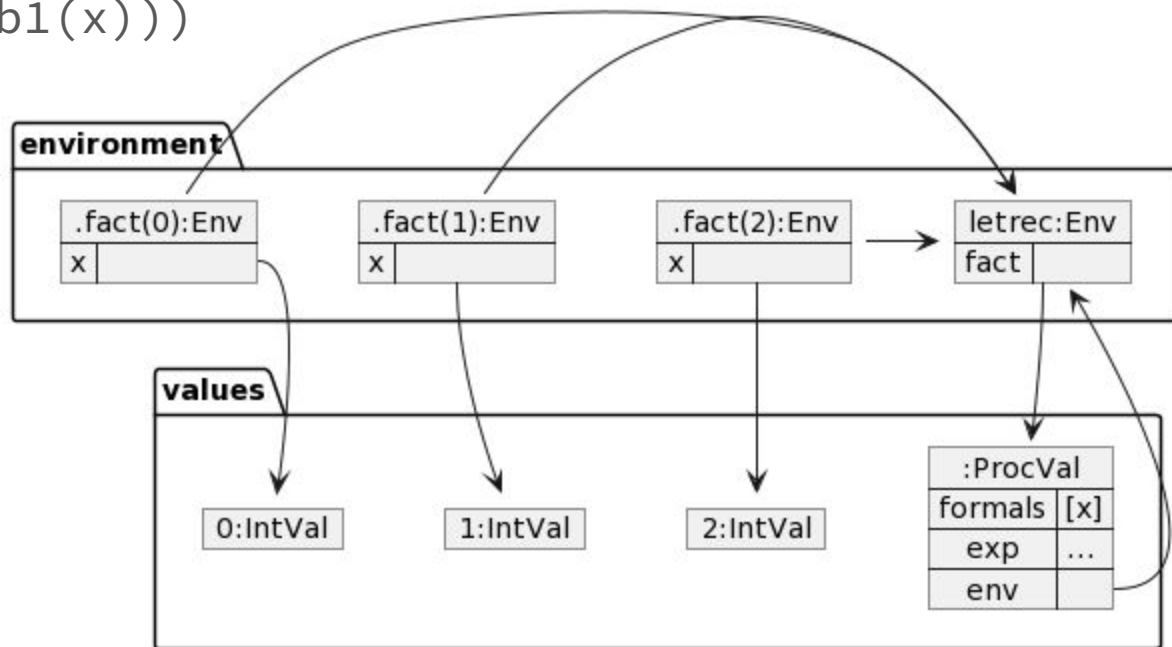 b1(x)))
environment
.fact(0):Env .fact(1):Env .fact(2):Env letrec:Env
x x x fact
values
:ProcVal
formals [x]
0:IntVal 1:IntVal 2:IntVal
exp ...
env